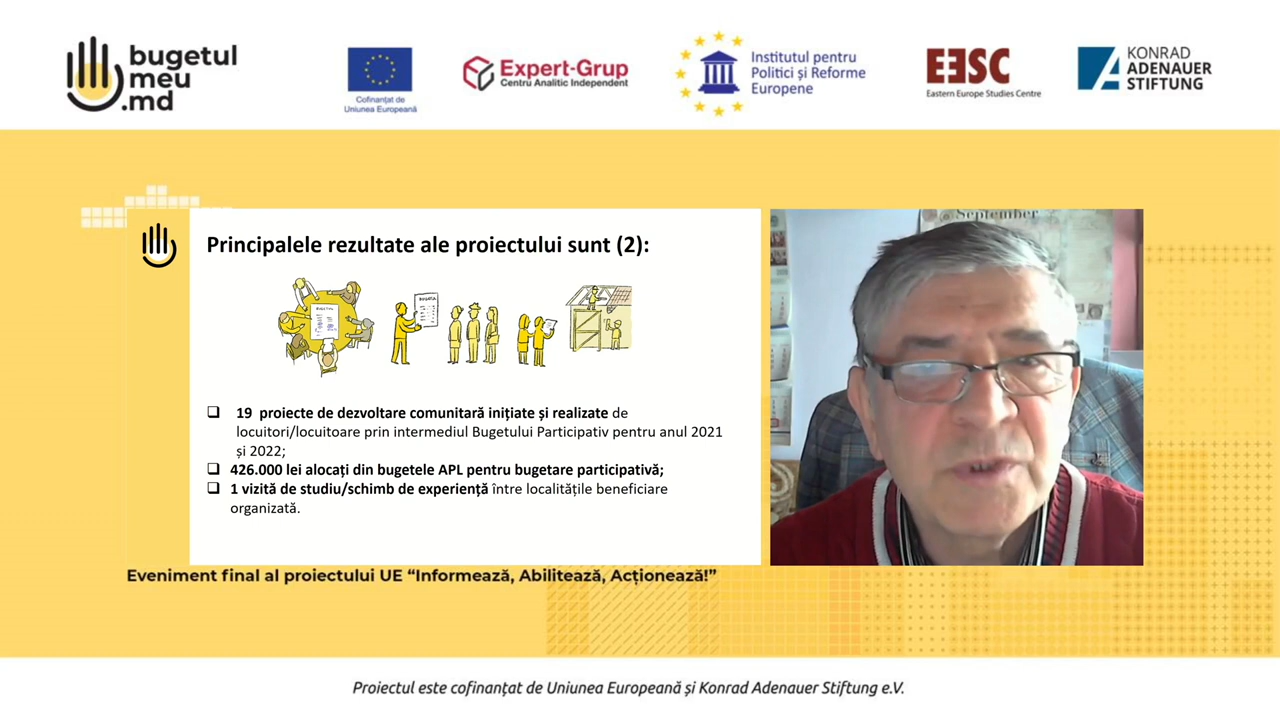 bugetul
meu
.md
Cofinanțat de
Uniunea Europeană
Expert-Grup
Centru Analitic Independent
Institutul pentru
Politici și Reforme
Europene
EESC
Eastern Europe Studies Centre
KONRAD
ADENAUER
STIFTUNG
Principalele rezultate ale proiectului sunt (2):
September
19 proiecte de dezvoltare comunitară inițiate și realizate de
locuitori/locuitoare prin intermediul Bugetului Participativ pentru anul 2021
și 2022;
426.000 lei alocați din bugetele APL pentru bugetare participativă;
1 vizită de studiu/schimb de experiență între localitățile beneficiare
organizată.
Eveniment final al proiectului UE “Informează, Abilitează, Acționează!”
Proiectul este cofinanțat de Uniunea Europeană și Konrad Adenauer Stiftung e.V.